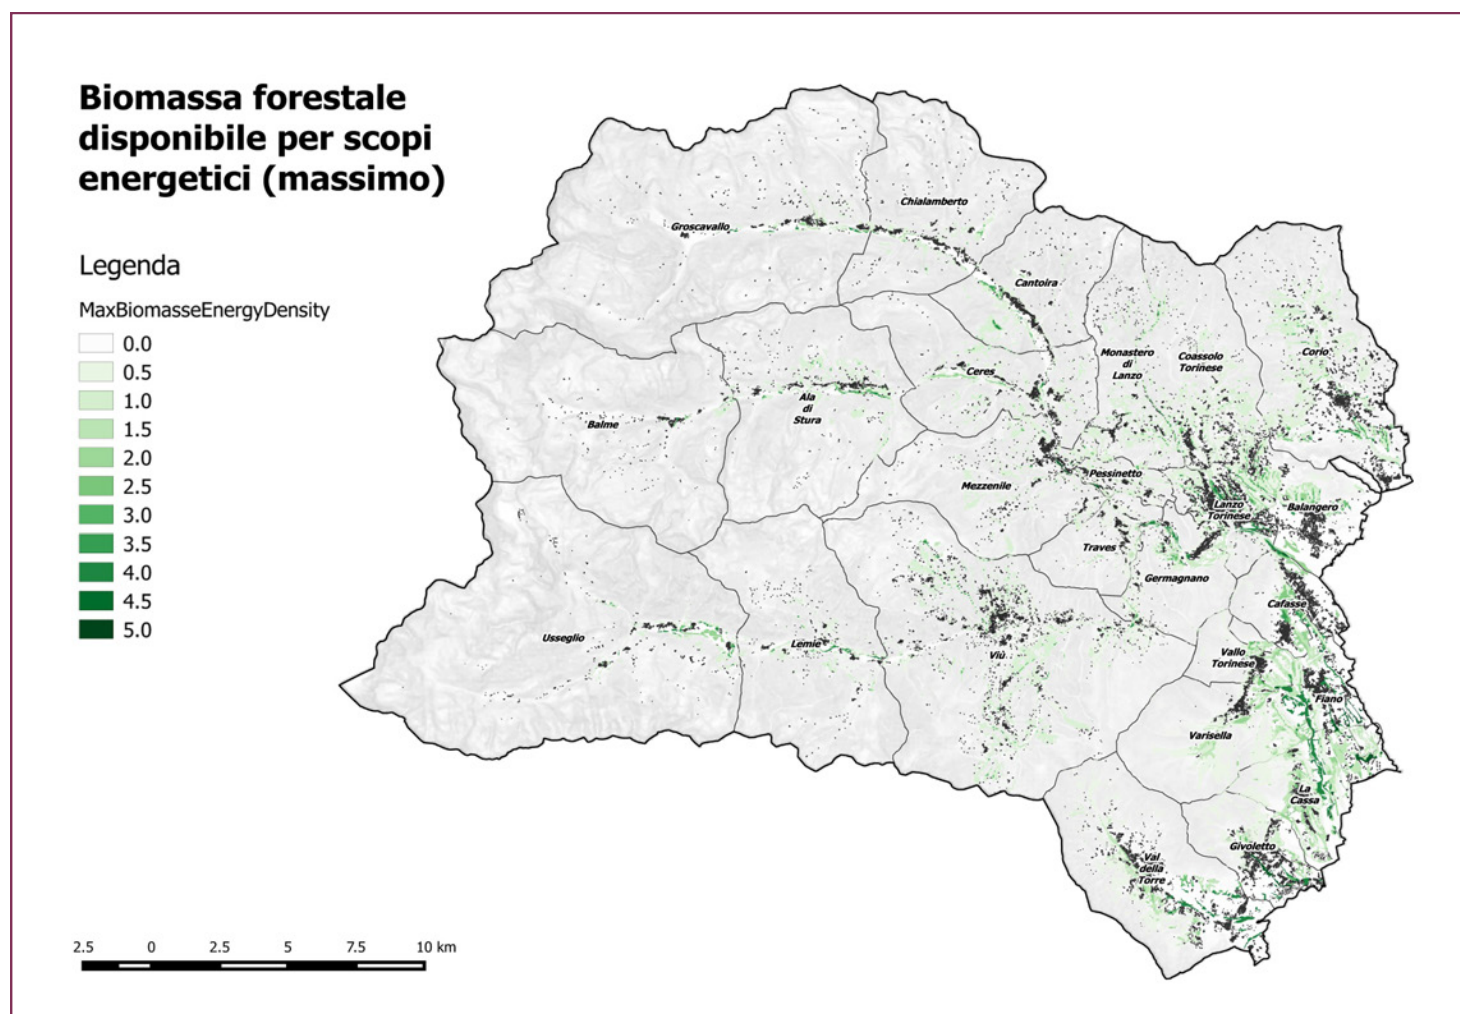 Biomassa forestale
disponibile per scopi
energetici (massimo)
Legenda
MaxBiomasseEnergyDensity
0.0
0.5
1.0
1.5
2.0
2.5
3.0
3.5
4.0
4.5
5.0
Chialamberto
Groscavallo
Cantoira
Monastero
di
Lanzo
Coassolo
Torinese
Corio
Ceres
Ala
di
Stura
Balme
Pessinetto
Mezzenile
Lanzo
Torinese
Balangero
Traves
Germagnano
Cafasse
Usseglio
Lemie
Viù
Vallo
Torinese
Fiano
Varisella
La
Cassa
Givoletto
Val
della
Torre
2.5 0 2.5 5 7.5 10 km